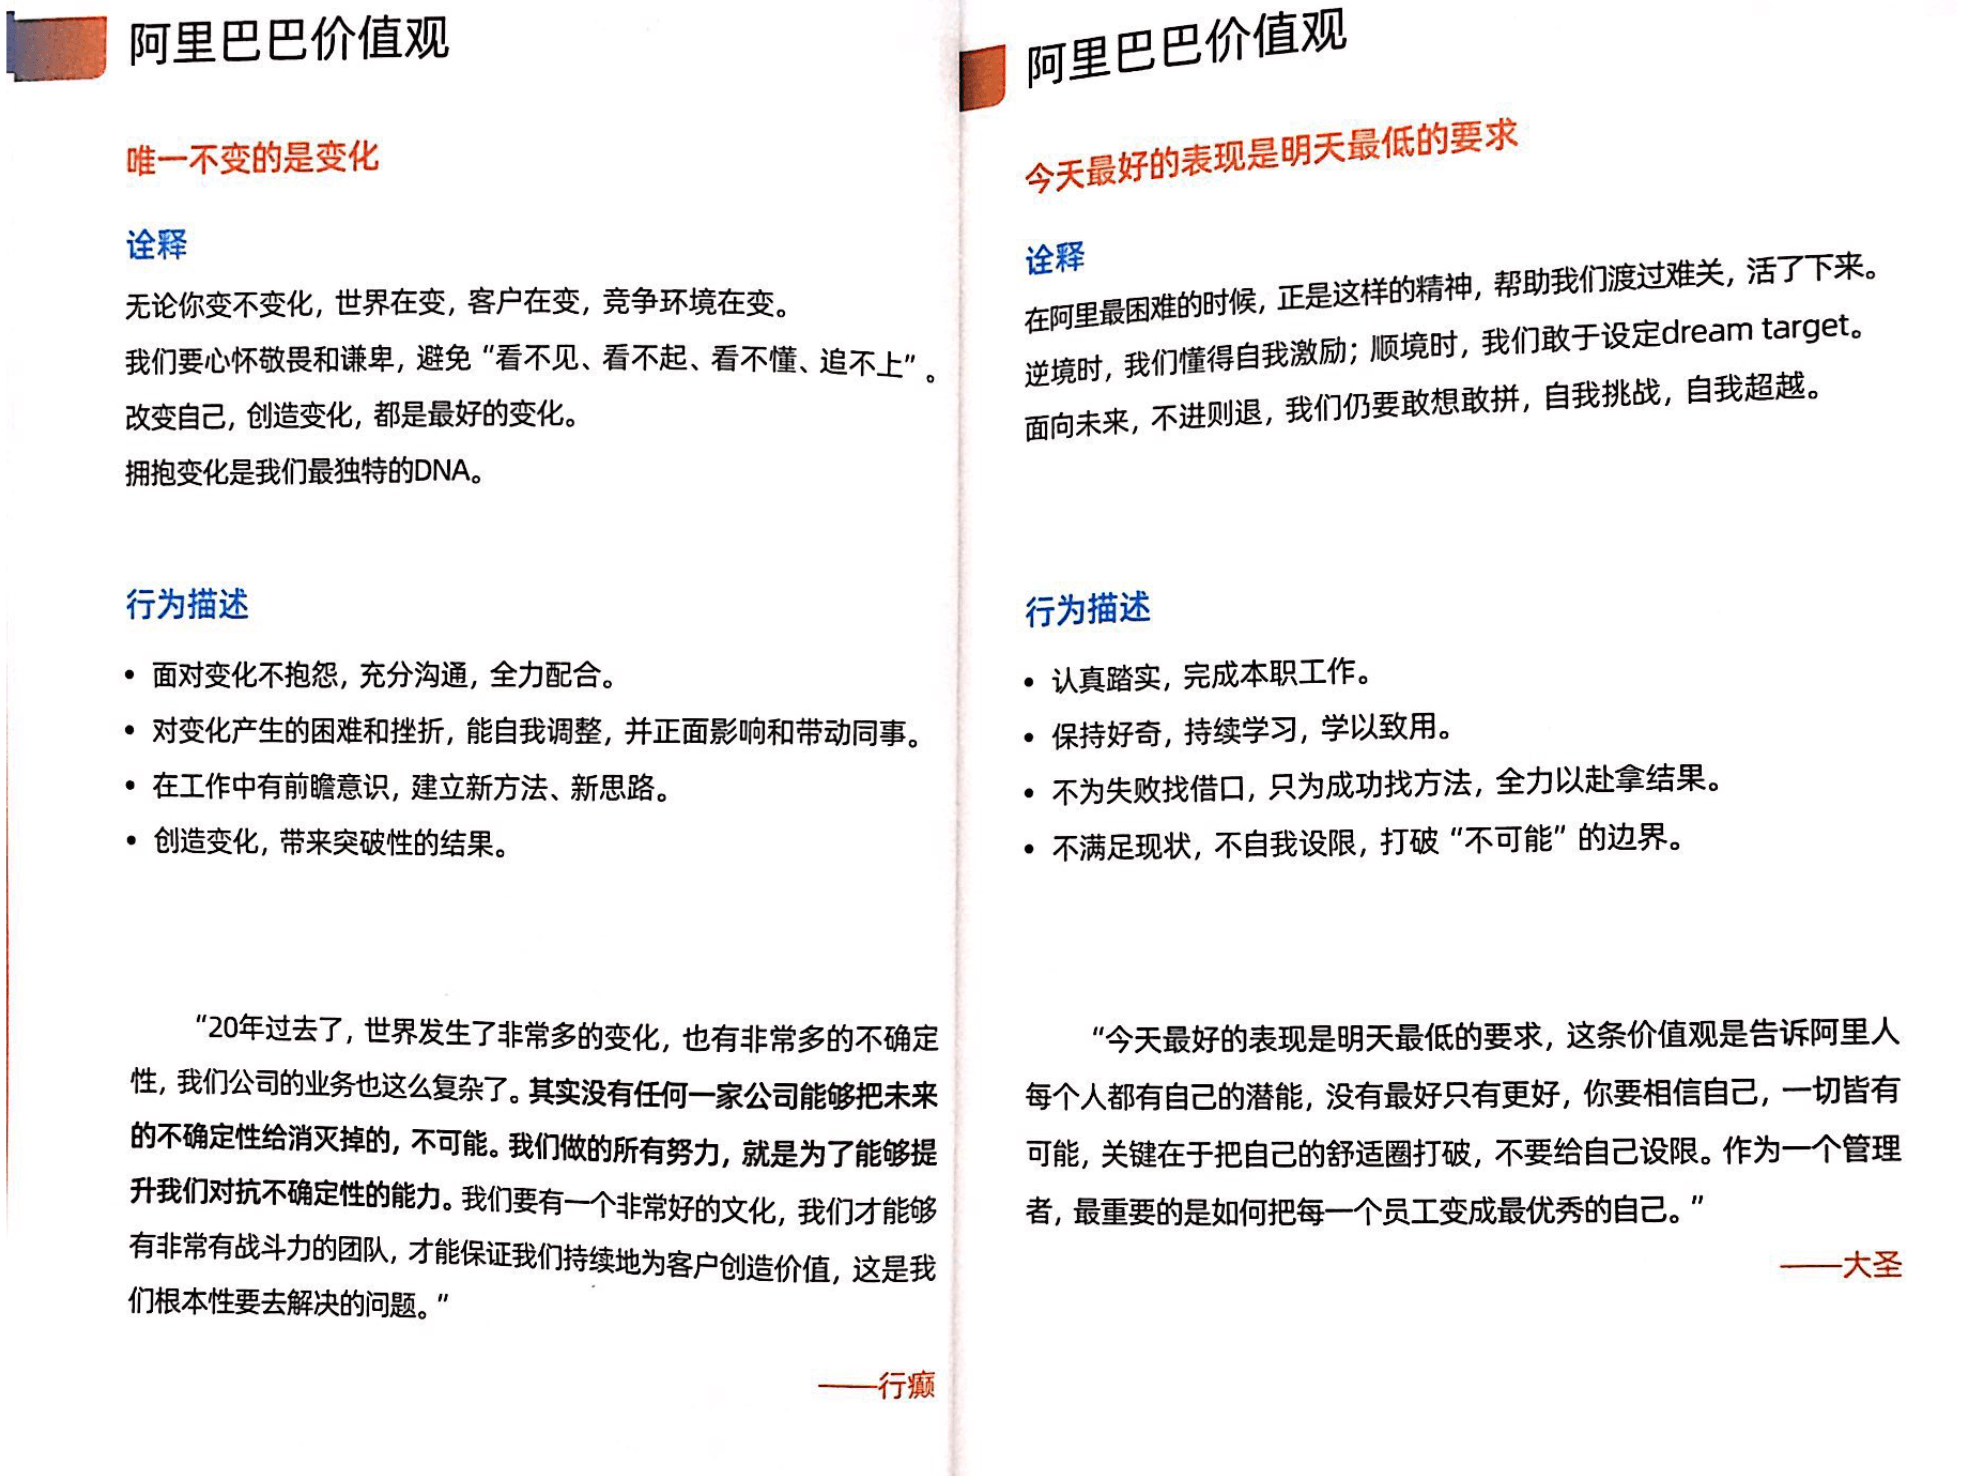 阿里巴巴价值观
唯一不变的是变化
诠释
无论你变不变化，世界在变，客户在变，竞争环境在变。
我们要心怀敬畏和谦卑，避免“看不见、看不起、看不懂、追不上”。
改变自己，创造变化，都是最好的变化。
拥抱变化是我们最独特的DNA。
行为描述
• 面对变化不抱怨，充分沟通，全力配合。
• 对变化产生的困难和挫折，能自我调整，并正面影响和带动同事。
• 在工作中有前瞻意识，建立新方法、新思路。
• 创造变化，带来突破性的结果。
“20年过去了，世界发生了非常多的变化，也有非常多的不确定
性，我们公司的业务也这么复杂了。其实没有任何一家公司能够把未来
的不确定性给消灭掉的，不可能。我们做的所有努力，就是为了能够提
升我们对抗不确定性的能力。我们要有一个非常好的文化，我们才能够
有非常有战斗力的团队，才能保证我们持续地为客户创造价值，这是我
们根本性要去解决的问题。”
——行癫
阿里巴巴价值观
今天最好的表现是明天最低的要求
诠释
在阿里最困难的时候，正是这样的精神，帮助我们渡过难关，活了下来。
逆境时，我们懂得自我激励；顺境时，我们敢于设定dream target。
面向未来，不进则退，我们仍要敢想敢拼，自我挑战，自我超越。
行为描述
• 认真踏实，完成本职工作。
• 保持好奇，持续学习，学以致用。
• 不为失败找借口，只为成功找方法，全力以赴拿结果。
• 不满足现状，不自我设限，打破“不可能”的边界。
“今天最好的表现是明天最低的要求，这条价值观是告诉阿里人
每个人都有自己的潜能，没有最好只有更好，你要相信自己，一切皆有
可能，关键在于把自己的舒适圈打破，不要给自己设限。作为一个管理
者，最重要的是如何把每一个员工变成最优秀的自己。”
——大圣